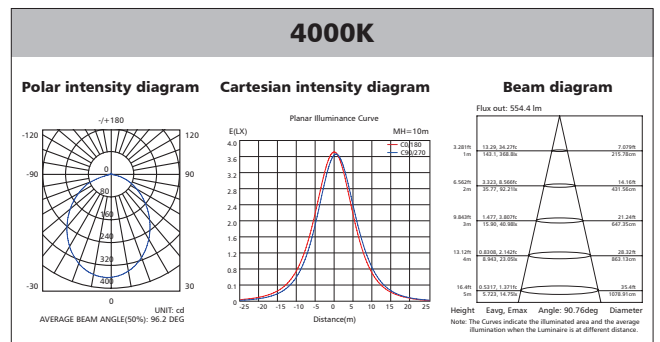 4000K
Polar intensity diagram
-/+180
-120
120
-90
90
-30
30
0
0
80
160
240
320
400
UNIT: cd
AVERAGE BEAM ANGLE(50%): 96.2 DEG
Cartesian intensity diagram
Planar Illuminance Curve
E(LX)
MH=10m
C0/180
C90/270
4.0
3.6
3.2
2.8
2.4
2.0
1.6
1.2
0.8
0.1
0
-25 -20 -15 -10 -5 0 5 10 15 20 25
Distance(m)
Beam diagram
Flux out: 554.4 lm
3.281ft 13.29, 34.27fc 7.079ft
1m 143.1, 368.8lx 215.78cm
6.562ft 3.323, 8.566fc 14.16ft
2m 35.77, 92.21lx 431.56cm
9.843ft 1.477, 3.807fc 21.24ft
3m 15.90, 40.98lx 647.35cm
13.12ft 0.8308, 2.142fc 28.32ft
4m 8.943, 23.05lx 863.13cm
16.4ft 0.5317, 1.371fc 35.4ft
5m 5.723, 14.75lx 1078.91cm
Height Eavg, Emax Angle: 90.76deg Diameter
Note: The Curves indicate the illuminated area and the average
illumination when the Luminaire is at different distance.